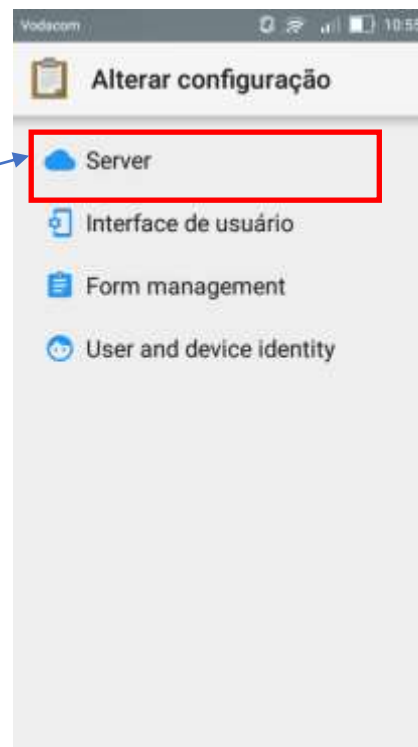 Vodacom 10:55
Alterar configuração
Server
Interface de usuário
Form management
User and device identity